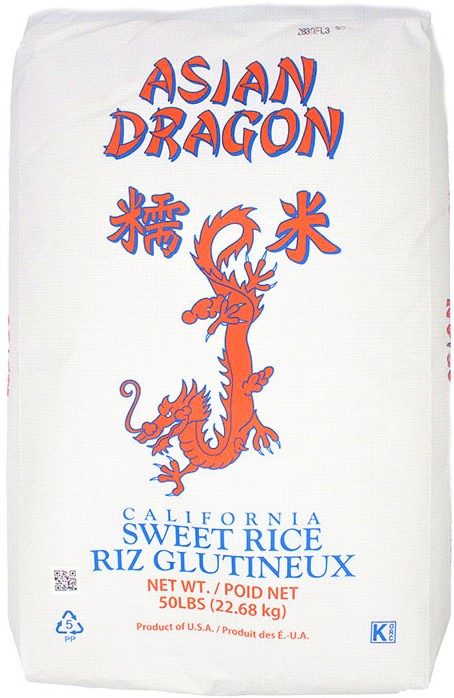 2830FL3
ASIAN
DRAGON
糯 米
CALIFORNIA
SWEET RICE
RIZ GLUTINEUX
NET WT. / POID NET
50LBS (22.68 kg)
Product of U.S.A. / Produit des É.-U.A.
5
PP
K
ORC